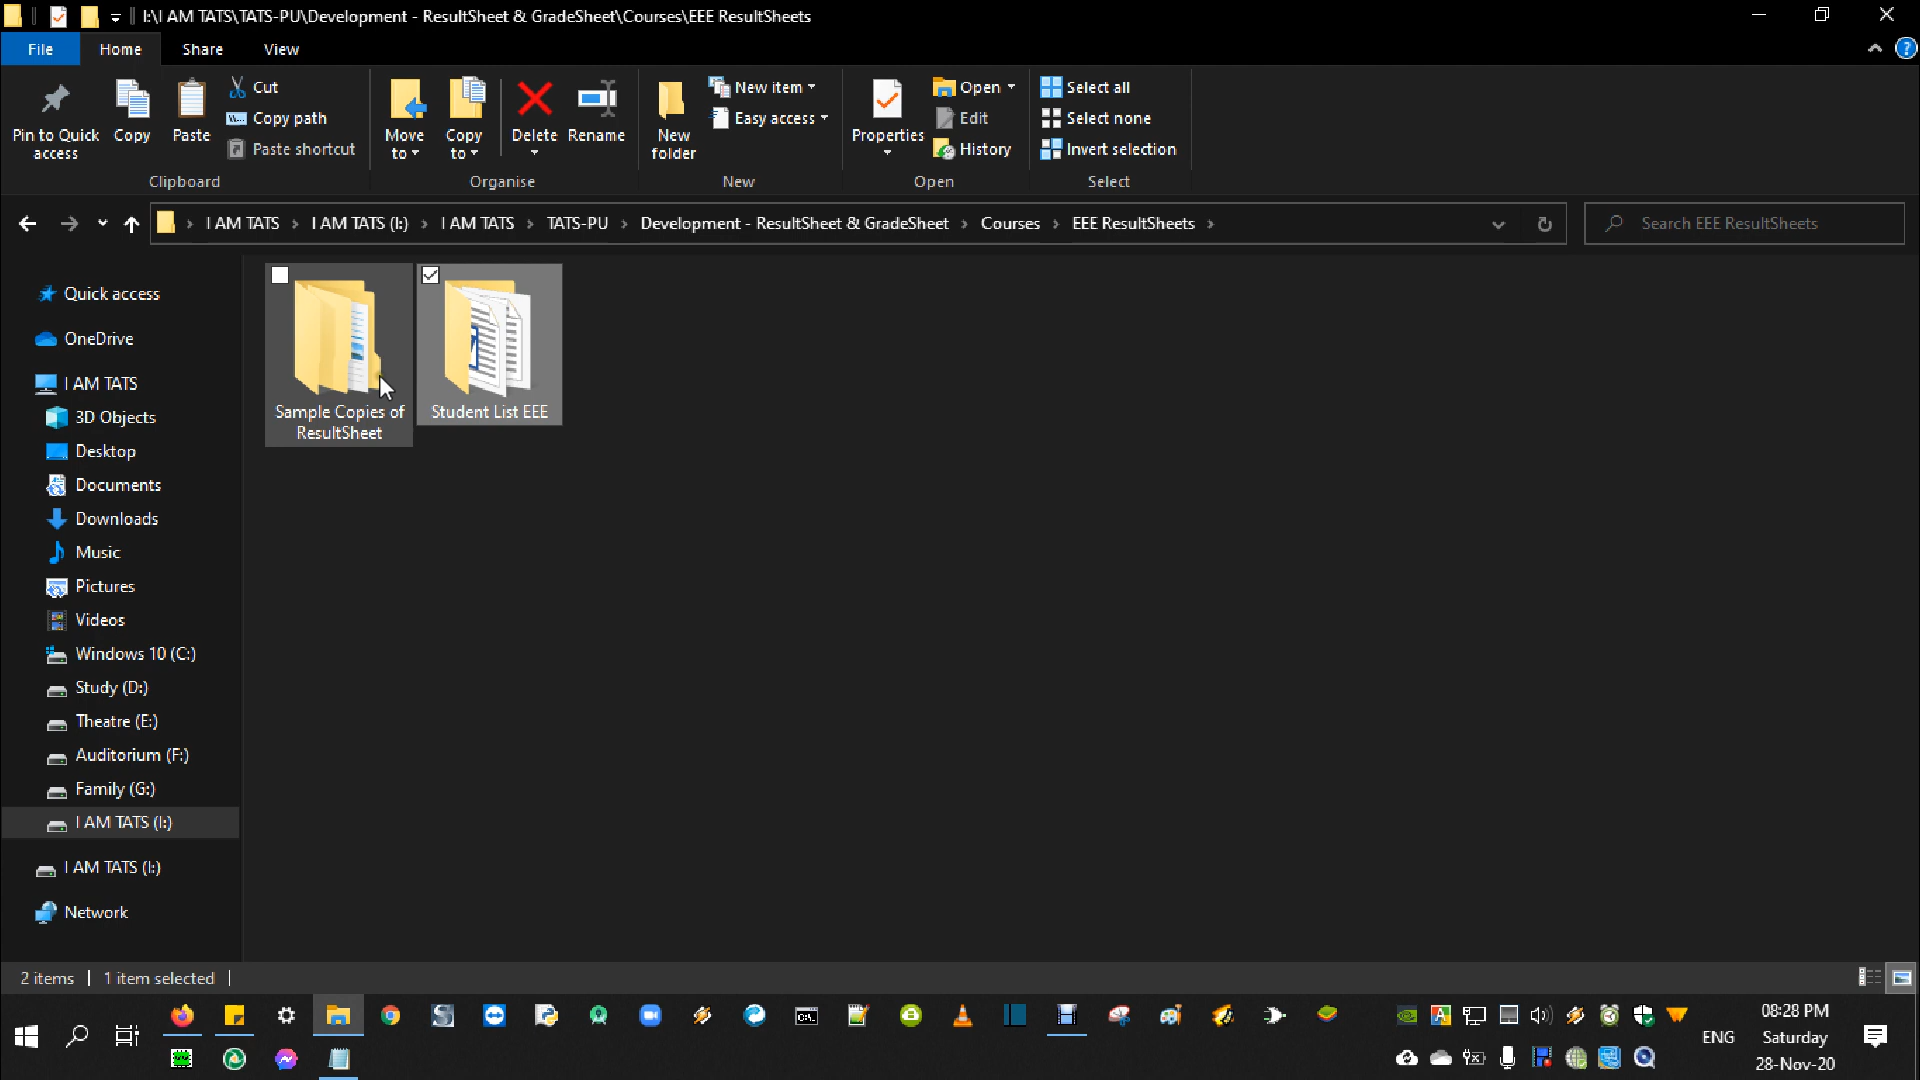 I:\I AM TATS\TATS-PU\Development - ResultSheet & GradeSheet\Courses\EEE ResultSheets
File Home Share View
Pin to Quick access
Copy
Paste
Cut
Copy path
Paste shortcut
Clipboard
Move to
Copy to
Delete
Rename
Organise
New folder
New item
Easy access
New
Properties
Open
Edit
History
Open
Select all
Select none
Invert selection
Select
I AM TATS › I AM TATS (I:) › I AM TATS › TATS-PU › Development - ResultSheet & GradeSheet › Courses › EEE ResultSheets ›
Search EEE ResultSheets
Quick access
OneDrive
I AM TATS
3D Objects
Desktop
Documents
Downloads
Music
Pictures
Videos
Windows 10 (C:)
Study (D:)
Theatre (E:)
Auditorium (F:)
Family (G:)
I AM TATS (I:)
I AM TATS (I:)
Network
Sample Copies of
ResultSheet
Student List EEE
2 items
1 item selected
ENG
08:28 PM
Saturday
28-Nov-20